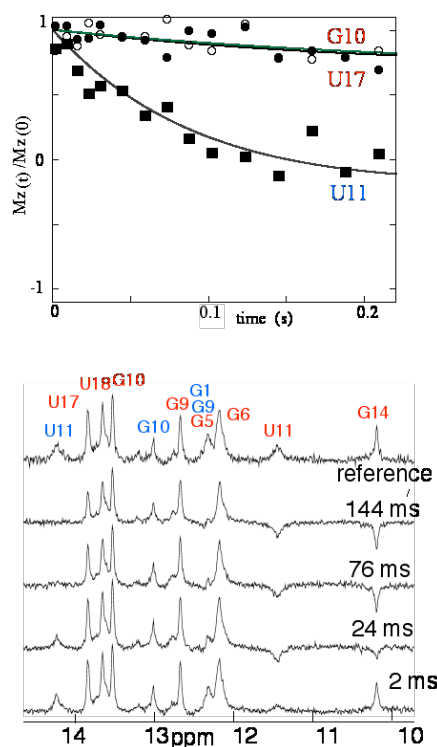 1
G10
U17
Mz(t)/Mz(0)
0
U11
-1
0
0.1
time (s)
0.2
G1
U18 G10
U17 G9 G9 G6 G14
U11 G10 G5 U11
reference
144 ms
76 ms
24 ms
2 ms
14 13 ppm 12 11 10